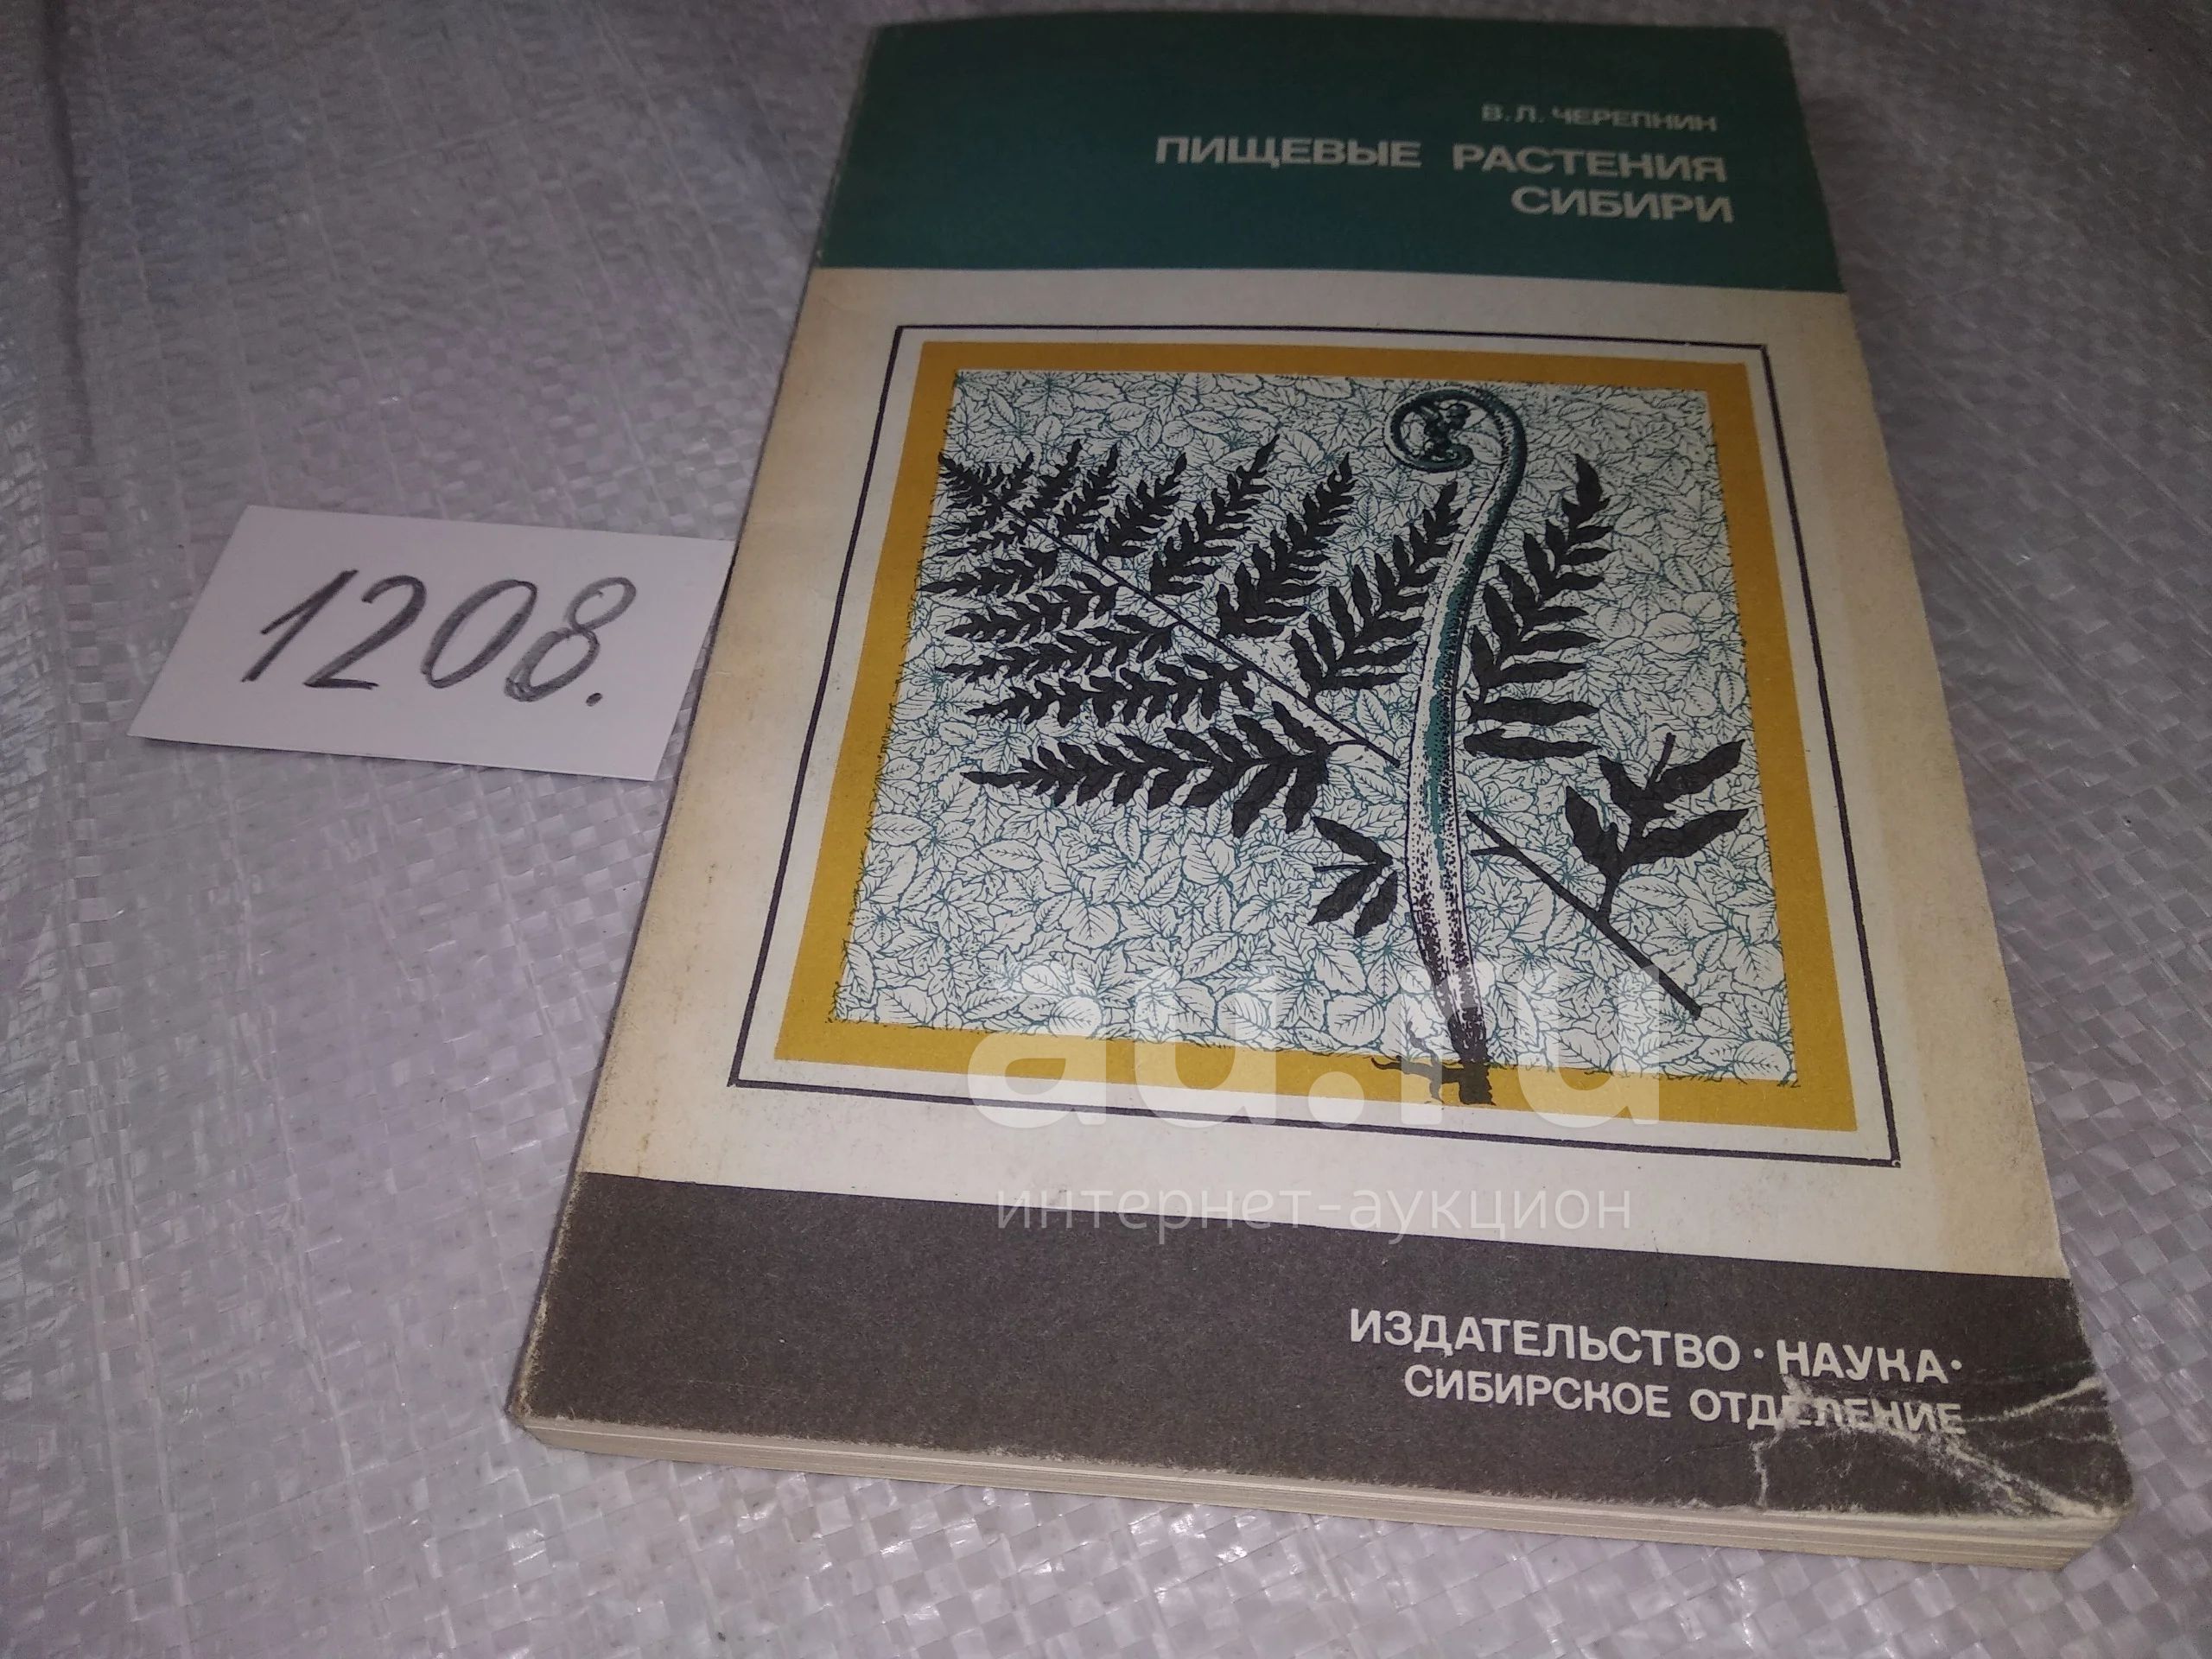 В.Л. ЧЕРЕПНИН
ПИЩЕВЫЕ РАСТЕНИЯ
СИБИРИ
1208.
au.ru
интернет-аукцион
ИЗДАТЕЛЬСТВО · НАУКА ·
СИБИРСКОЕ ОТДЕЛЕНИЕ